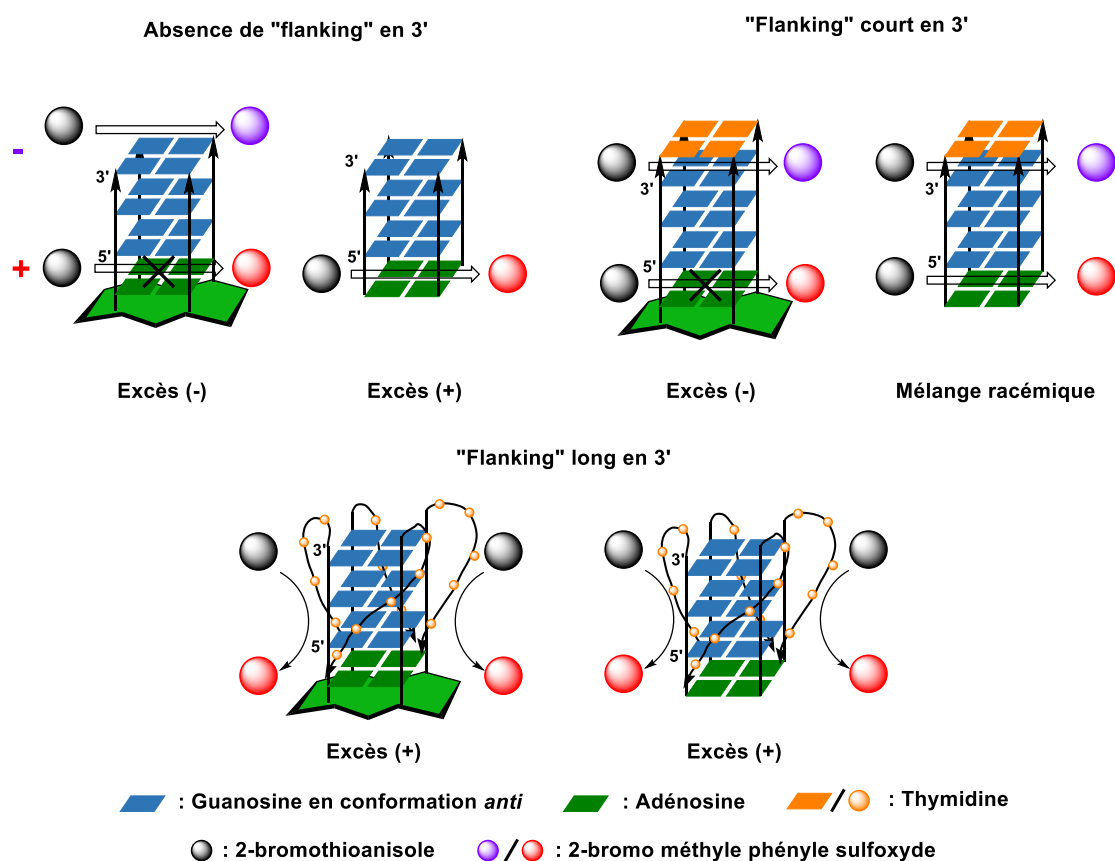 Absence de "flanking" en 3'
"Flanking" court en 3'
-
3'
3'
3'
3'
+
5'
5'
5'
5'
Excès (-)
Excès (+)
Excès (-)
Mélange racémique
"Flanking" long en 3'
3'
3'
5'
5'
Excès (+)
Excès (+)
: Guanosine en conformation anti
: Adénosine
/
: Thymidine
: 2-bromothioanisole
/
: 2-bromo méthyle phényle sulfoxyde